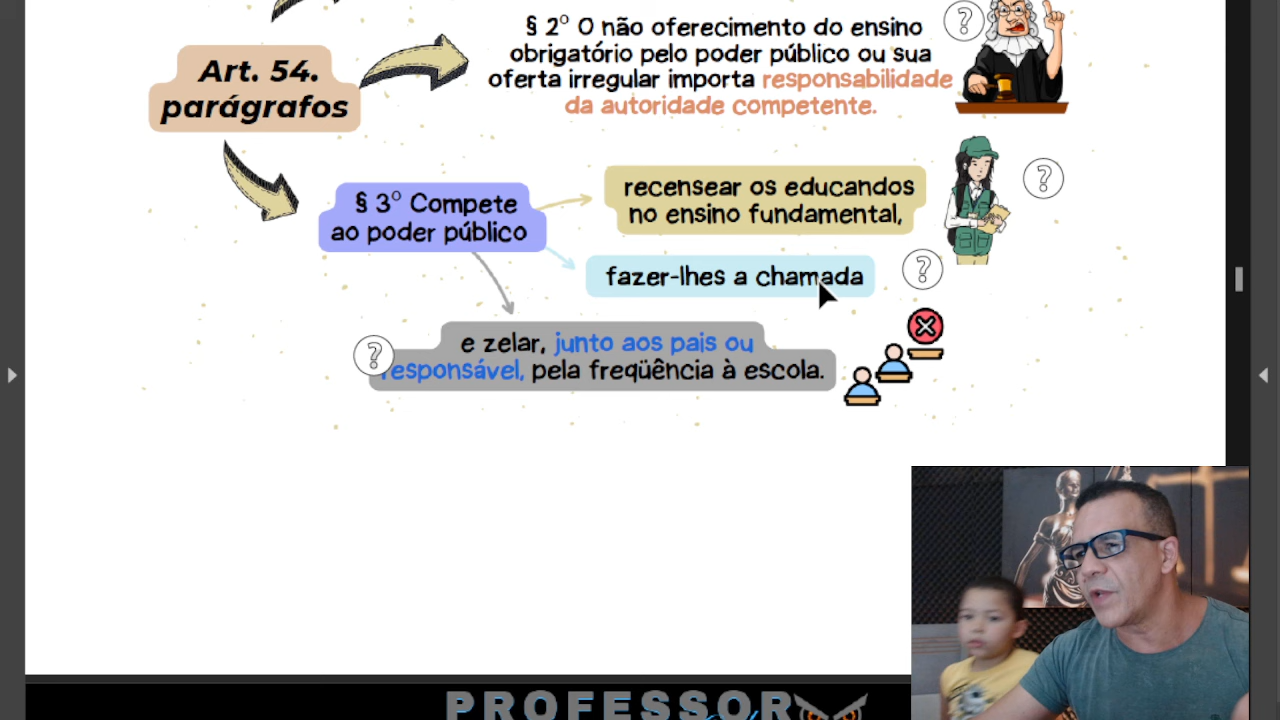 § 2º O não oferecimento do ensino
obrigatório pelo poder público ou sua
oferta irregular importa responsabilidade
da autoridade competente.
Art. 54.
parágrafos
§ 3º Compete
ao poder público
recensear os educandos
no ensino fundamental,
fazer-lhes a chamada
e zelar, junto aos pais ou
responsável, pela freqüência à escola.
PROFESSOR